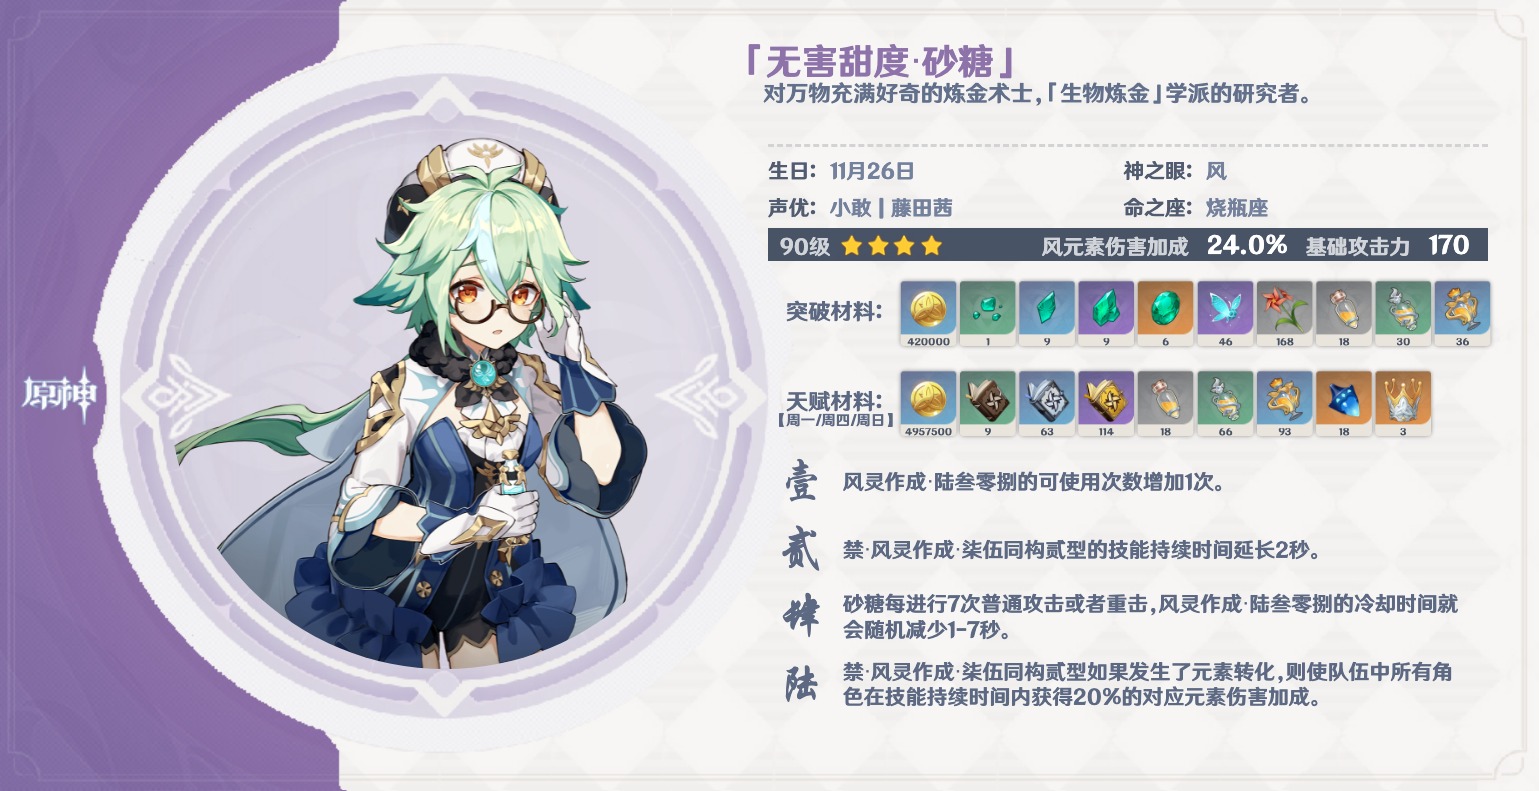 「无害甜度·砂糖」
对万物充满好奇的炼金术士,「生物炼金」学派的研究者。
生日: 11月26日 神之眼: 风
声优: 小敢 | 藤田茜 命之座: 烧瓶座
原神
90级 风元素伤害加成 24.0% 基础攻击力 170
突破材料:
420000 1 9 9 6 46 168 18 30 36
天赋材料:
【周一/周四/周日】
4957500 9 63 114 18 66 93 18 3
壹 风灵作成·陆叁零捌的可使用次数增加1次。
贰 禁·风灵作成·柒伍同构贰型的技能持续时间延长2秒。
肆 砂糖每进行7次普通攻击或者重击,风灵作成·陆叁零捌的冷却时间就
会随机减少1-7秒。
陆 禁·风灵作成·柒伍同构贰型如果发生了元素转化,则使队伍中所有角
色在技能持续时间内获得20%的对应元素伤害加成。